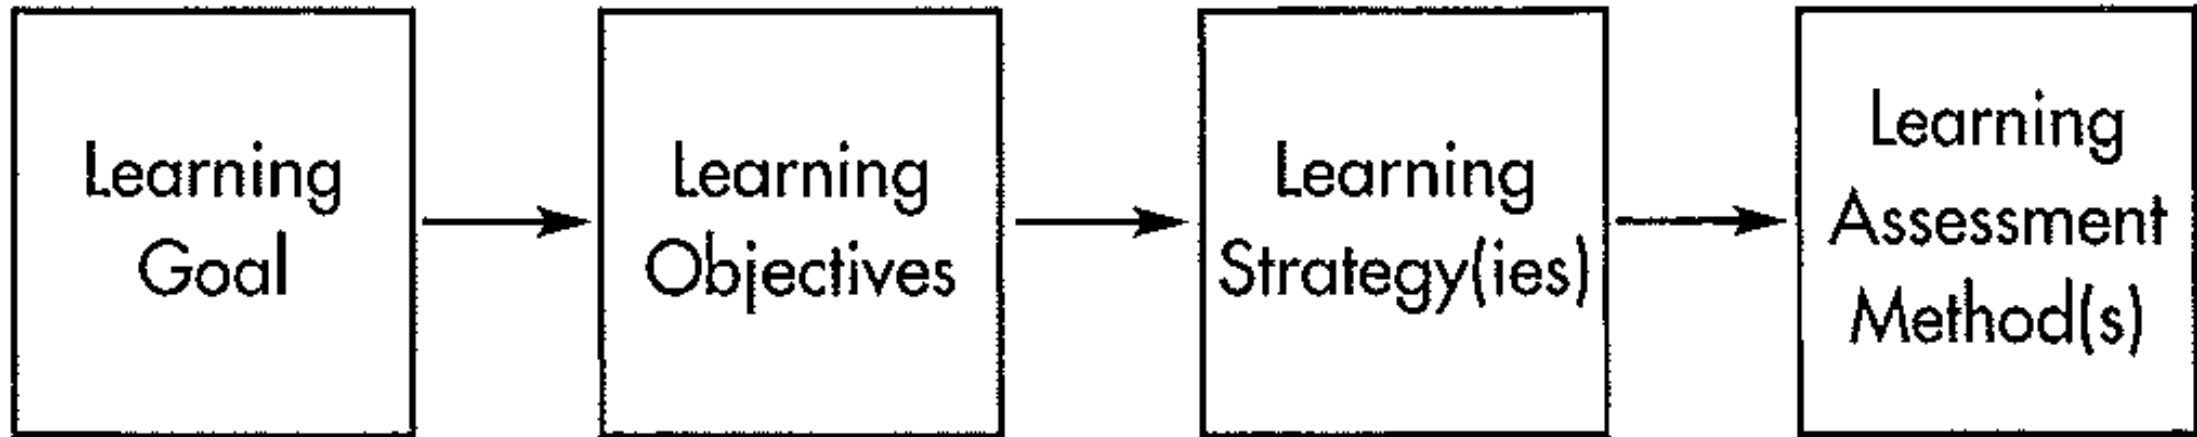 Learning
Goal
Learning
Objectives
Learning
Strategy(ies)
Learning
Assessment
Method(s)